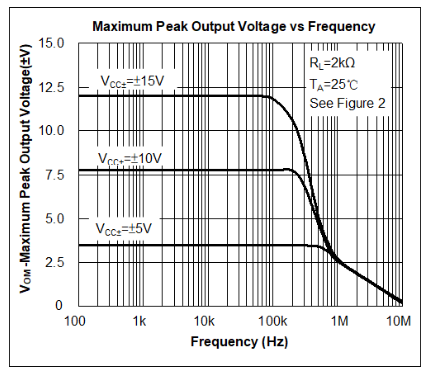 Maximum Peak Output Voltage vs Frequency
VOM -Maximum Peak Output Voltage(±V)
15.0
12.5
10.0
7.5
5.0
2.5
0
RL=2kΩ
TA=25℃
See Figure 2
VCC±=±15V
VCC±=±10V
VCC±=±5V
100 1k 10k 100k 1M 10M
Frequency (Hz)